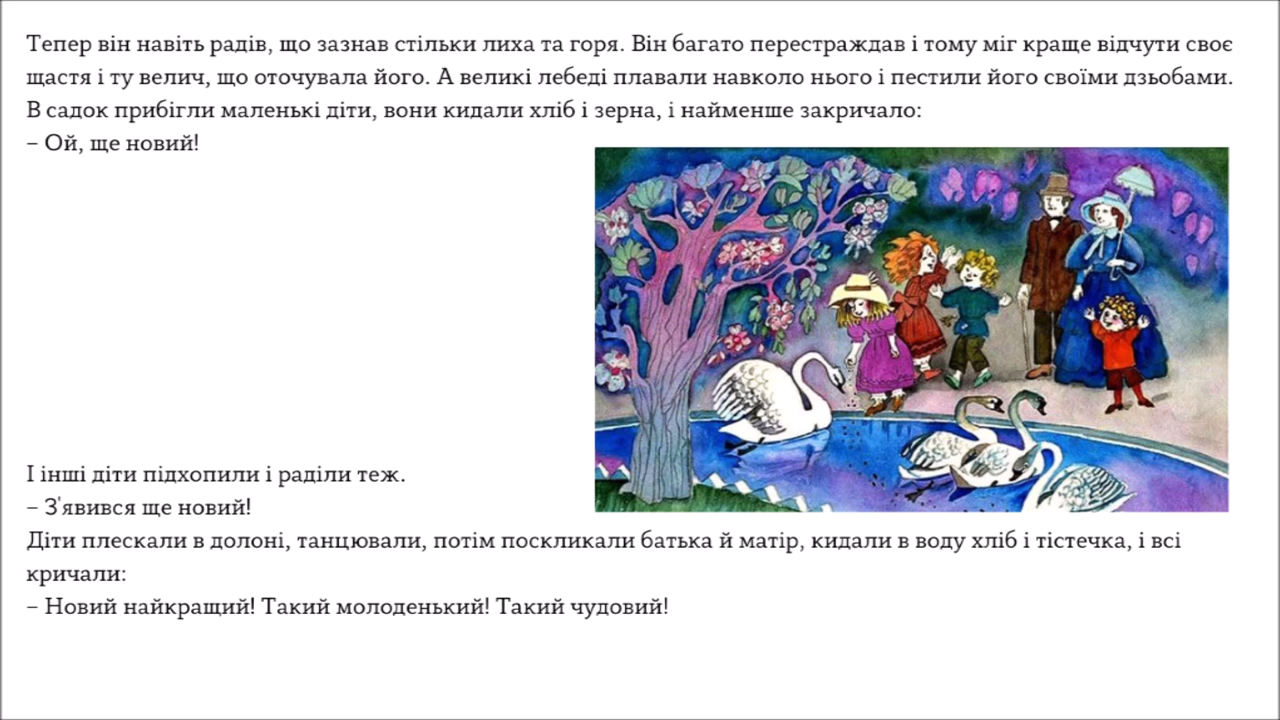 Тепер він навіть радів, що зазнав стільки лиха та горя. Він багато перестраждав і тому міг краще відчути своє
щастя і ту велич, що оточувала його. А великі лебеді плавали навколо нього і пестили його своїми дзьобами.
В садок прибігли маленькі діти, вони кидали хліб і зерна, і найменше закричало:
– Ой, ще новий!
І інші діти підхопили і раділи теж.
– З'явився ще новий!
Діти плескали в долоні, танцювали, потім поскликали батька й матір, кидали в воду хліб і тістечка, і всі
кричали:
– Новий найкращий! Такий молоденький! Такий чудовий!